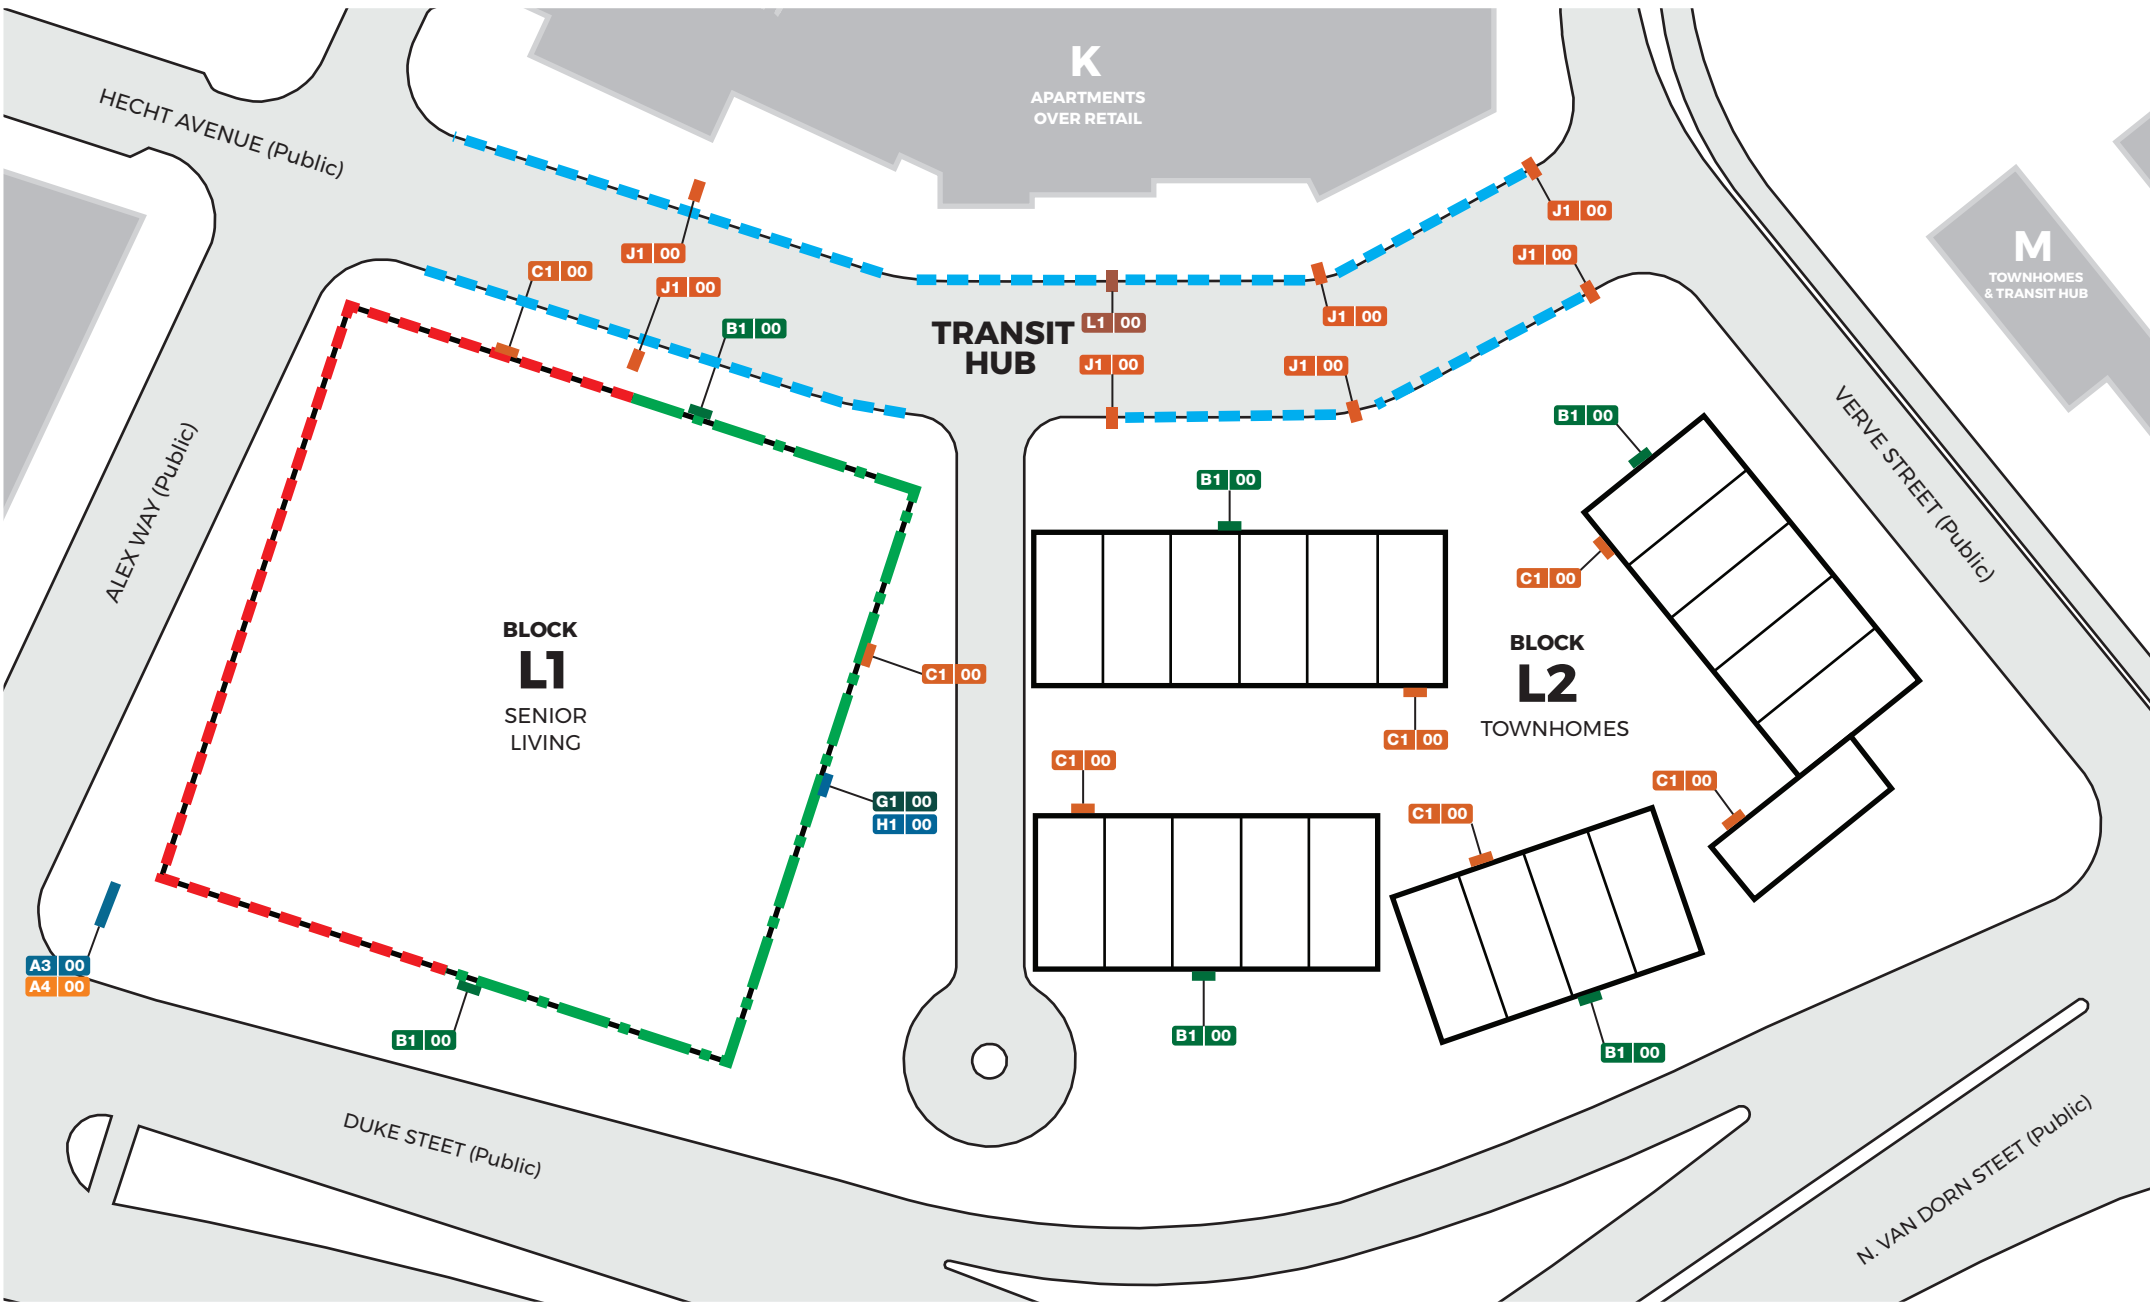 K
APARTMENTS
OVER RETAIL
HECHT AVENUE (Public)
J1 00
J1 00
M
TOWNHOMES
& TRANSIT HUB
J1 00
J1 00
C1 00
J1 00
B1 00
TRANSIT
HUB
L1 00
J1 00
J1 00
J1 00
VERVE STREET (Public)
B1 00
ALEX WAY (Public)
B1 00
C1 00
BLOCK
L1
SENIOR
LIVING
C1 00
BLOCK
L2
TOWNHOMES
C1 00
C1 00
C1 00
C1 00
G1 00
H1 00
A3 00
A4 00
B1 00
B1 00
B1 00
DUKE STEET (Public)
N. VAN DORN STEET (Public)